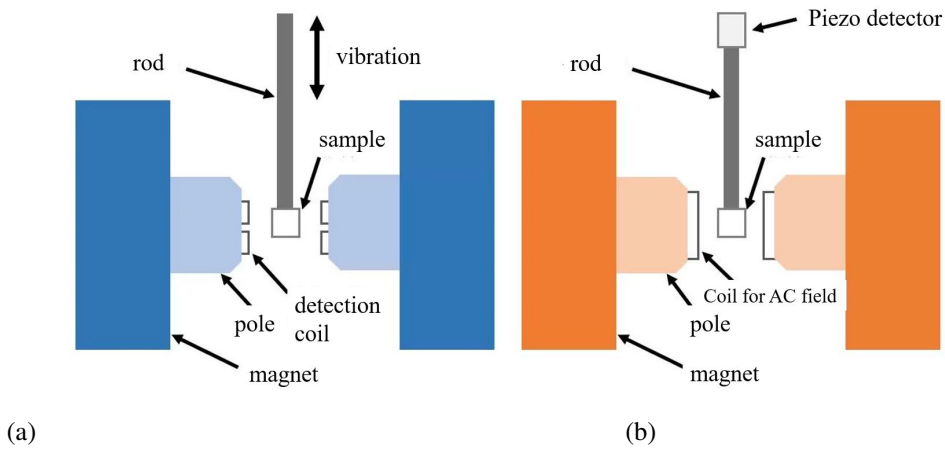 Piezo detector
vibration
rod
rod
sample
sample
detection
coil
Coil for AC field
pole
pole
magnet
magnet
(a)
(b)